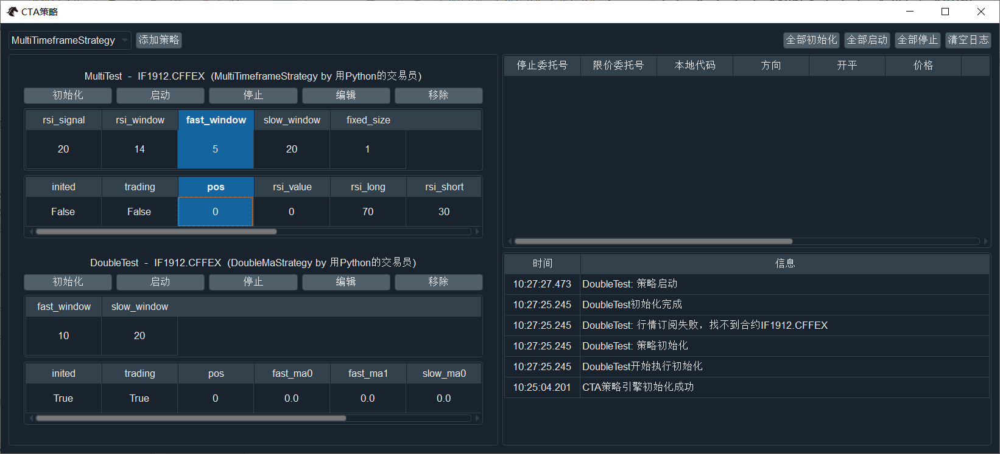 CTA策略
MultiTimeframeStrategy 添加策略 全部初始化 全部启动 全部停止 清空日志
MultiTest - IF1912.CFFEX (MultiTimeframeStrategy by 用Python的交易员)
初始化 启动 停止 编辑 移除
rsi_signal rsi_window fast_window slow_window fixed_size
20 14 5 20 1
inited trading pos rsi_value rsi_long rsi_short
False False 0 0 70 30
DoubleTest - IF1912.CFFEX (DoubleMaStrategy by 用Python的交易员)
初始化 启动 停止 编辑 移除
fast_window slow_window
10 20
inited trading pos fast_ma0 fast_ma1 slow_ma0
True True 0 0.0 0.0 0.0
停止委托号 限价委托号 本地代码 方向 开平 价格
时间 信息
10:27:27.473 DoubleTest: 策略启动
10:27:25.245 DoubleTest初始化完成
10:27:25.245 DoubleTest: 行情订阅失败，找不到合约IF1912.CFFEX
10:27:25.245 DoubleTest: 策略初始化
10:27:25.245 DoubleTest开始执行初始化
10:25:04.201 CTA策略引擎初始化成功